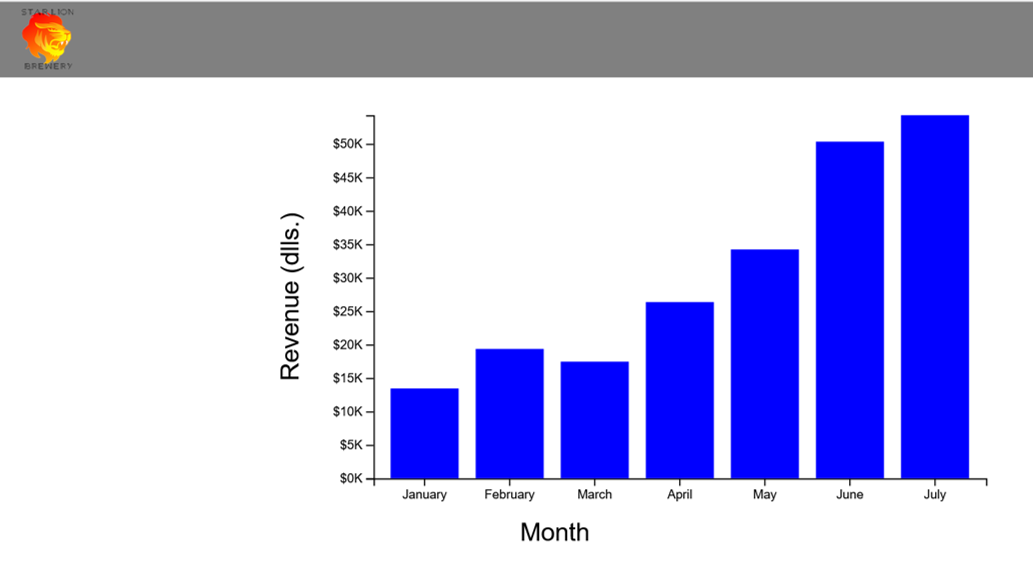 STAR LION
BREWERY
Revenue (dlls.)
$50K
$45K
$40K
$35K
$30K
$25K
$20K
$15K
$10K
$5K
$0K
January February March April May June July
Month